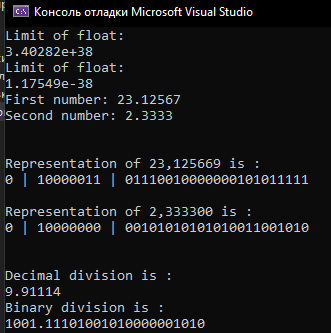 Консоль отладки Microsoft Visual Studio
Limit of float:
3.40282e+38
Limit of float:
1.17549e-38
First number: 23.12567
Second number: 2.3333
Representation of 23,125669 is :
0 | 10000011 | 01110010000000101011111
Representation of 2,333300 is :
0 | 10000000 | 00101010101010011001010
Decimal division is :
9.91114
Binary division is :
1001.11101001010000001010